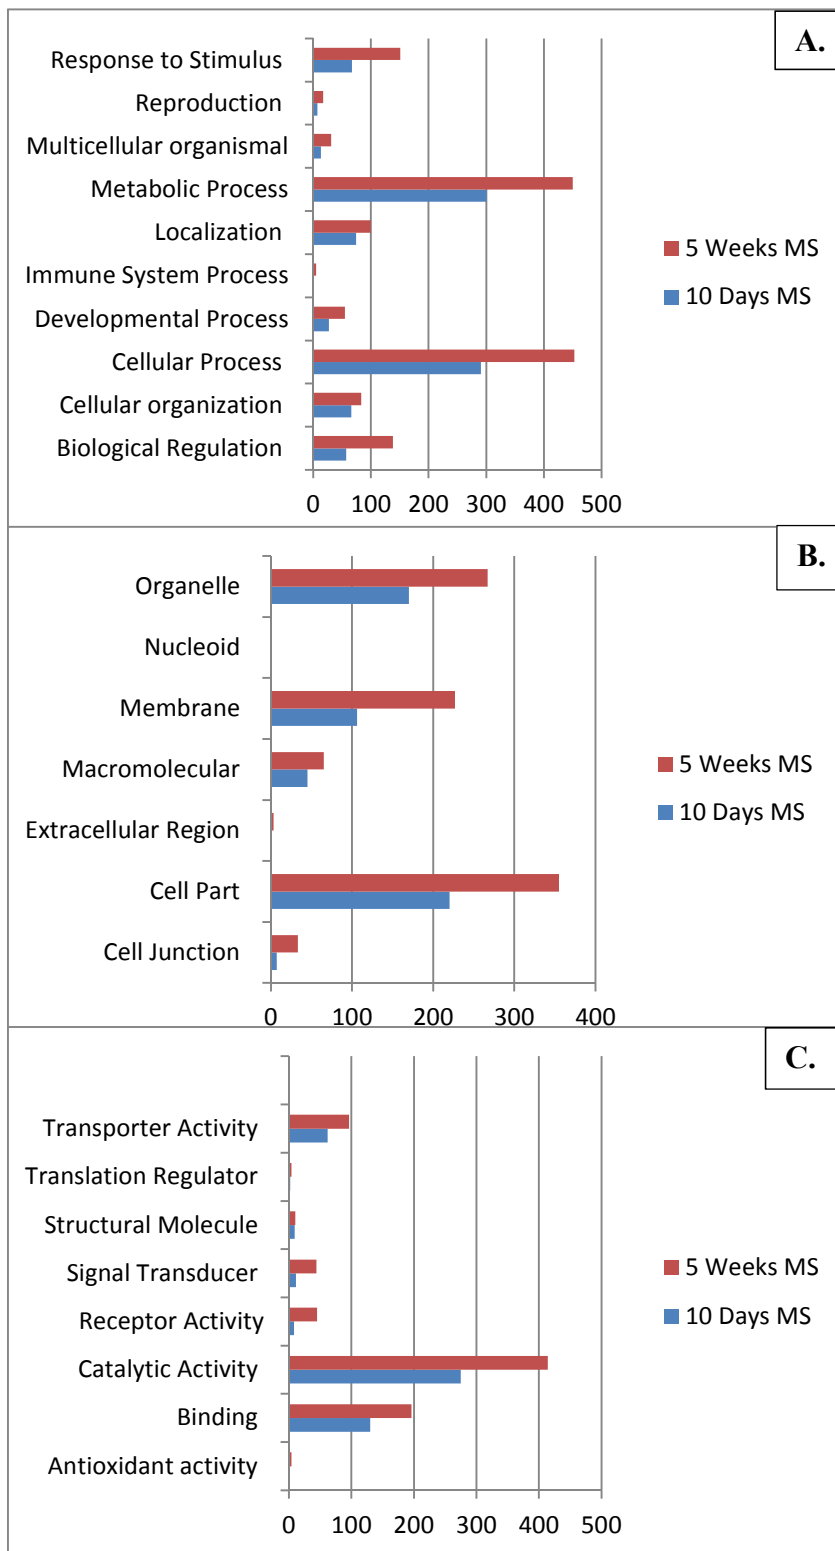 A.
Response to Stimulus
Reproduction
Multicellular organismal
Metabolic Process
Localization
Immune System Process
Developmental Process
Cellular Process
Cellular organization
Biological Regulation
0 100 200 300 400 500
5 Weeks MS
10 Days MS
B.
Organelle
Nucleoid
Membrane
Macromolecular
Extracellular Region
Cell Part
Cell Junction
0 100 200 300 400
5 Weeks MS
10 Days MS
C.
Transporter Activity
Translation Regulator
Structural Molecule
Signal Transducer
Receptor Activity
Catalytic Activity
Binding
Antioxidant activity
0 100 200 300 400 500
5 Weeks MS
10 Days MS